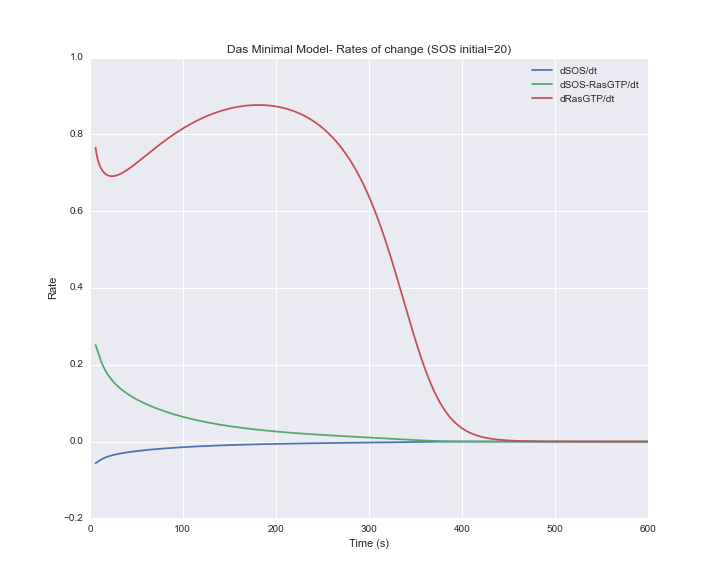 Das Minimal Model- Rates of change (SOS initial=20)
1.0
0.8
0.6
0.4
0.2
0.0
−0.2
Rate
dSOS/dt
dSOS-RasGTP/dt
dRasGTP/dt
0 100 200 300 400 500 600
Time (s)